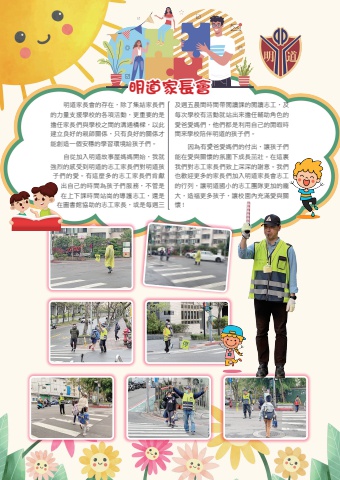 明道
明道家長會
明道家長會的存在，除了集結家長們
的力量支援學校的各項活動，更重要的是
擔任家長們與學校之間的溝通橋樑，以此
建立良好的親師關係，只有良好的關係才
能創造一個安穩的學習環境給孩子們。
自從加入明道故事屋媽媽開始，我就
強烈的感受到明道的志工家長們對明道孩
子們的愛，有這麼多的志工家長們自獻
出自己的時間為孩子們服務，不管是
在上下課時間站崗的導護志工，還是
在圖書館協助的志工家長，或是每週三
及週五晨間時間帶閱讀課的閱讀志工，及
每次學校有活動就站出來擔任輔助角色的
愛爸愛媽們，他們都是利用自己的閒暇時
間來學校陪伴明道的孩子們。
因為有愛爸愛媽們的付出，讓孩子們
能在愛與關懷的氛圍下成長茁壯，在這裏
我們對志工家長們致上深深的謝意，我們
也歡迎更多的家長們加入明道家長會志工
的行列，讓明道國小的志工團隊更加的龐
大，造福更多孩子，讓校園內充滿愛與關
懷！